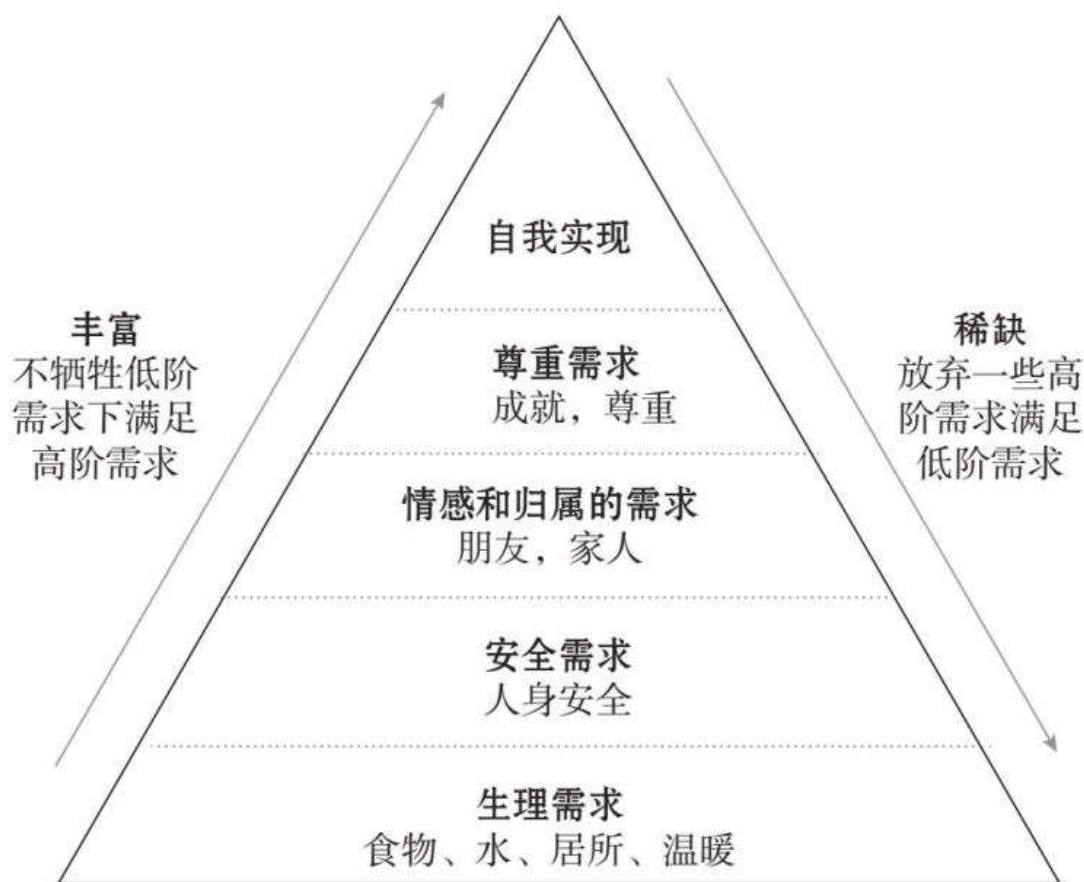 自我实现
丰富
不牺牲低阶
需求下满足
高阶需求
稀缺
放弃一些高
阶需求满足
低阶需求
尊重需求
成就，尊重
情感和归属的需求
朋友，家人
安全需求
人身安全
生理需求
食物、水、居所、温暖